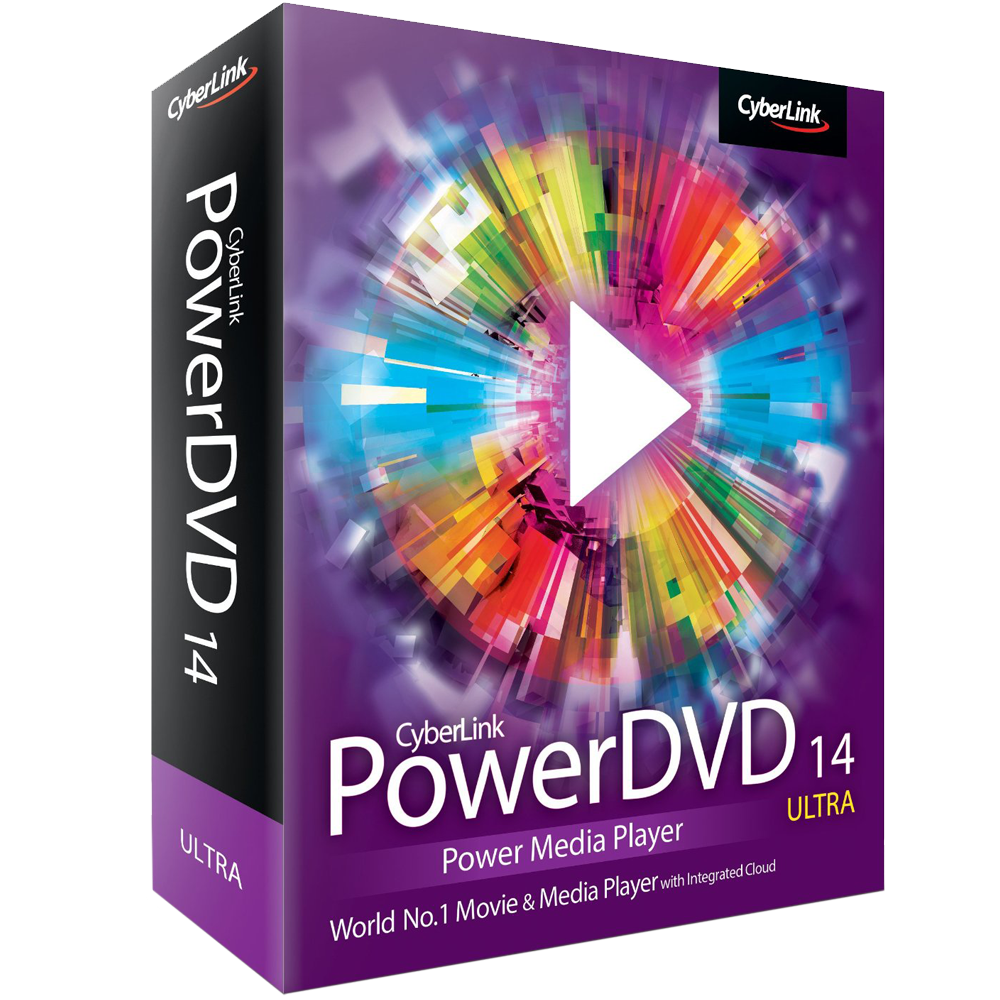 CyberLink
CyberLink
PowerDVD 14
ULTRA
CyberLink
CyberLink
PowerDVD 14
ULTRA
Power Media Player
World No.1 Movie & Media Player with Integrated Cloud